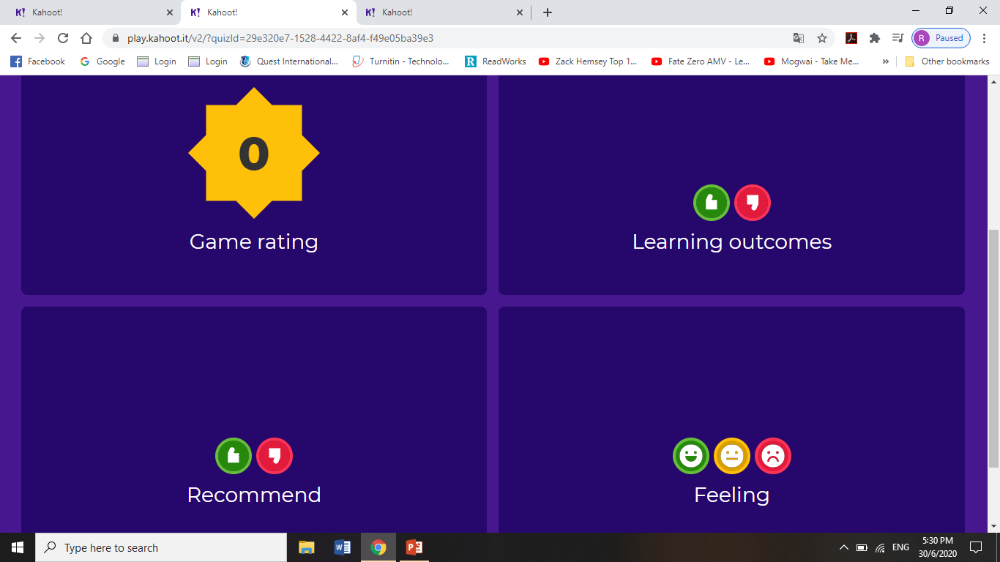 Kahoot!
Kahoot!
Kahoot!
play.kahoot.it/v2/?quizId=29e320e7-1528-4422-8af4-f49e05ba39e3
R Paused
Facebook
Google
Login
Login
Quest International...
Turnitin - Technolo...
ReadWorks
Zack Hemsey Top 1...
Fate Zero AMV - Le...
Mogwai - Take Me...
Other bookmarks
0
Game rating
Learning outcomes
Recommend
Feeling
Type here to search
ENG
5:30 PM
30/6/2020